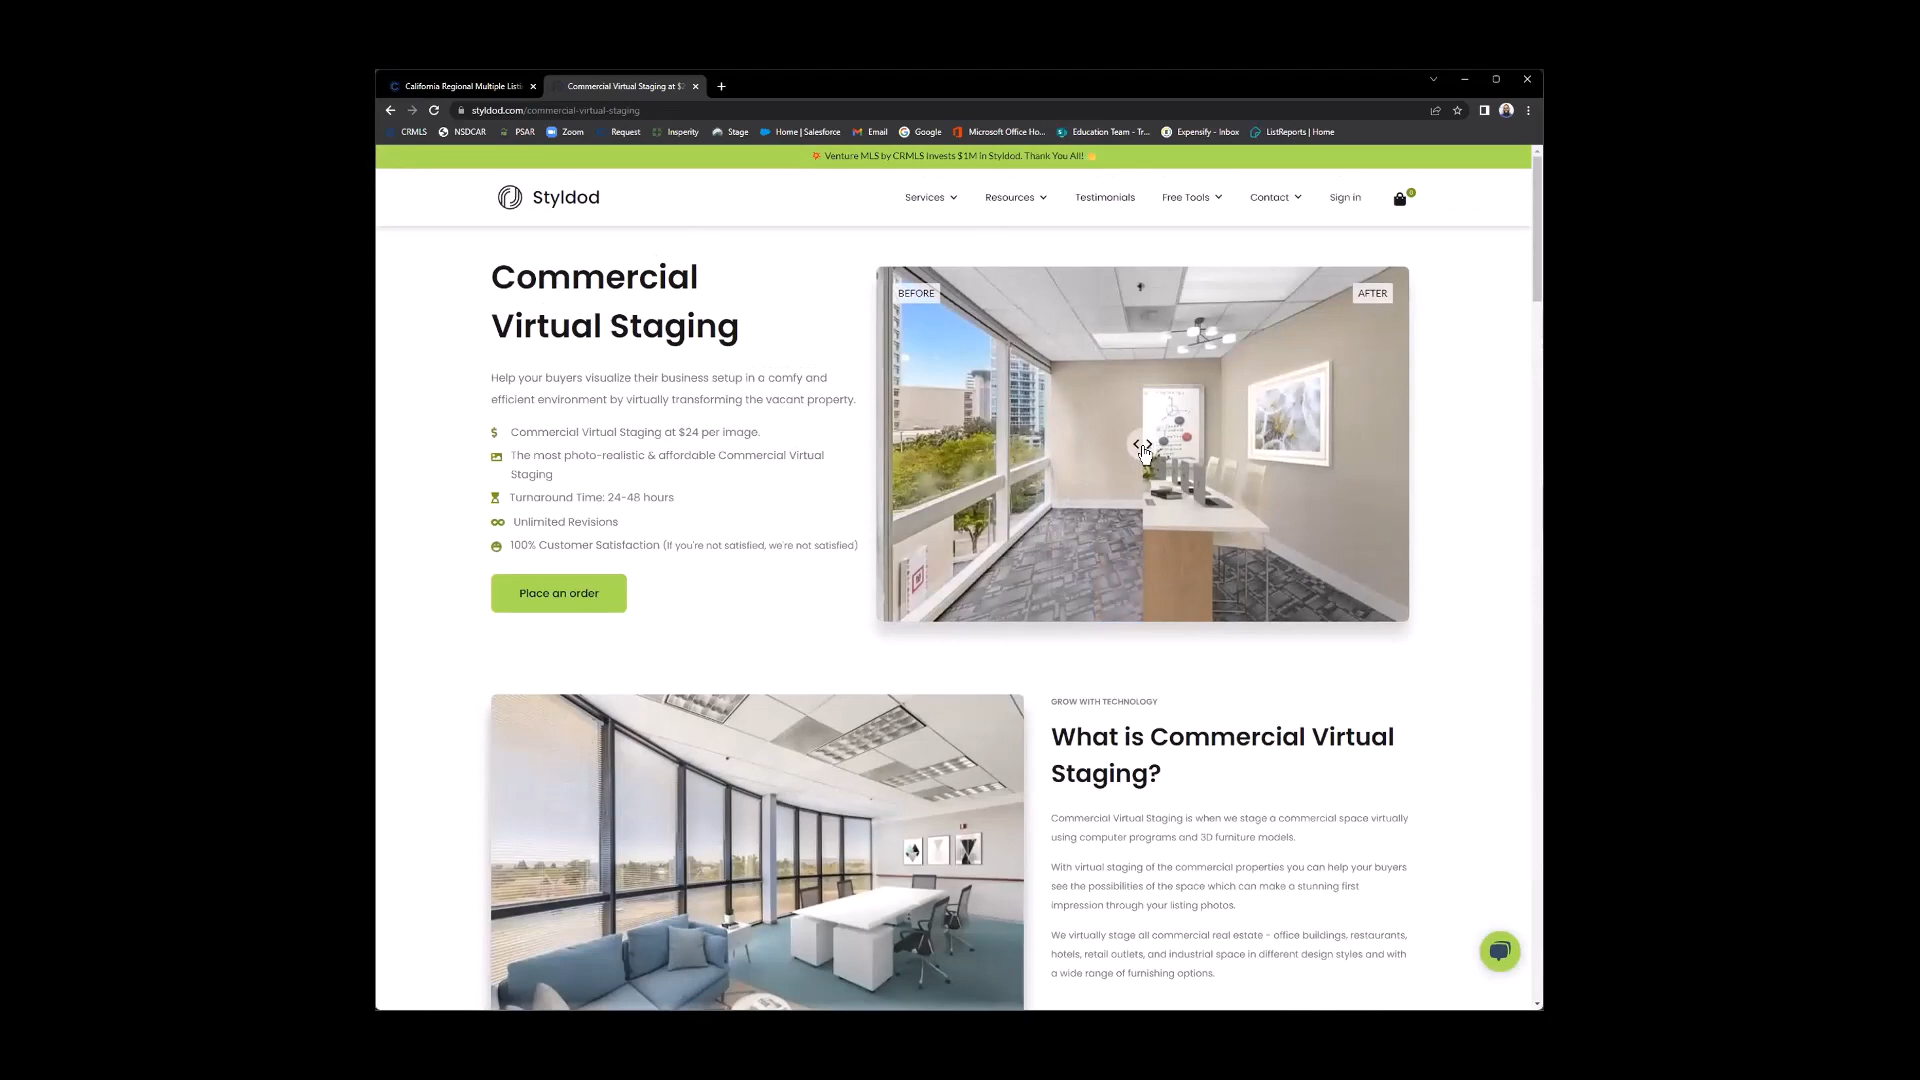 California Regional Multiple Listi
Commercial Virtual Staging at $
styldod.com/commercial-virtual-staging
CRMLS
NSDCAR
PSAR
Zoom
Request
Insperity
Stage
Home | Salesforce
Email
Google
Microsoft Office Ho...
Education Team - Tr...
Expensify - Inbox
ListReports | Home
Venture MLS by CRMLS Invests $1M in Styldod. Thank You All!
Styldod
Services
Resources
Testimonials
Free Tools
Contact
Sign in
0
Commercial
Virtual Staging
Help your buyers visualize their business setup in a comfy and
efficient environment by virtually transforming the vacant property.
Commercial Virtual Staging at $24 per image.
The most photo-realistic & affordable Commercial Virtual
Staging
Turnaround Time: 24-48 hours
Unlimited Revisions
100% Customer Satisfaction (If you're not satisfied, we're not satisfied)
Place an order
BEFORE
AFTER
GROW WITH TECHNOLOGY
What is Commercial Virtual
Staging?
Commercial Virtual Staging is when we stage a commercial space virtually
using computer programs and 3D furniture models.
With virtual staging of the commercial properties you can help your buyers
see the possibilities of the space which can make a stunning first
impression through your listing photos.
We virtually stage all commercial real estate - office buildings, restaurants,
hotels, retail outlets, and industrial space in different design styles and with
a wide range of furnishing options.